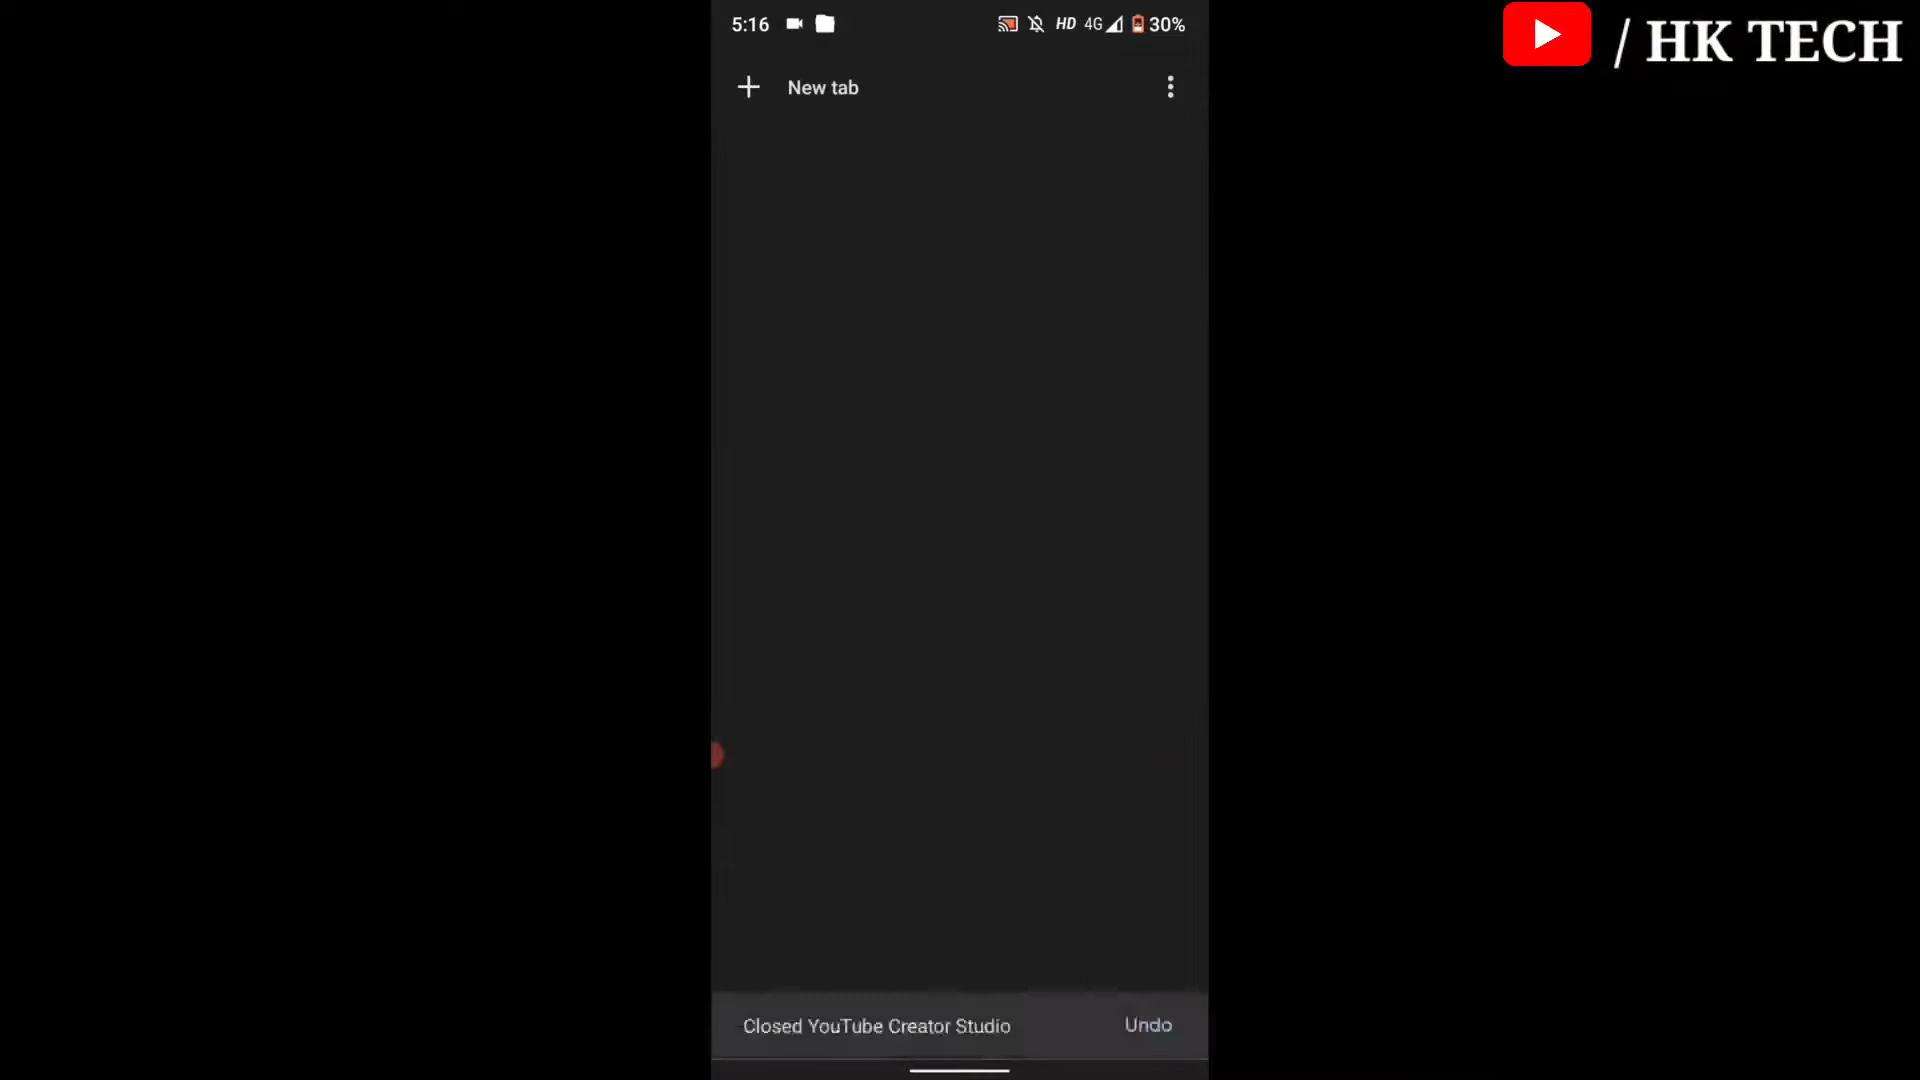 5:16 HD 4G 30%
/ HK TECH
New tab
Closed YouTube Creator Studio Undo